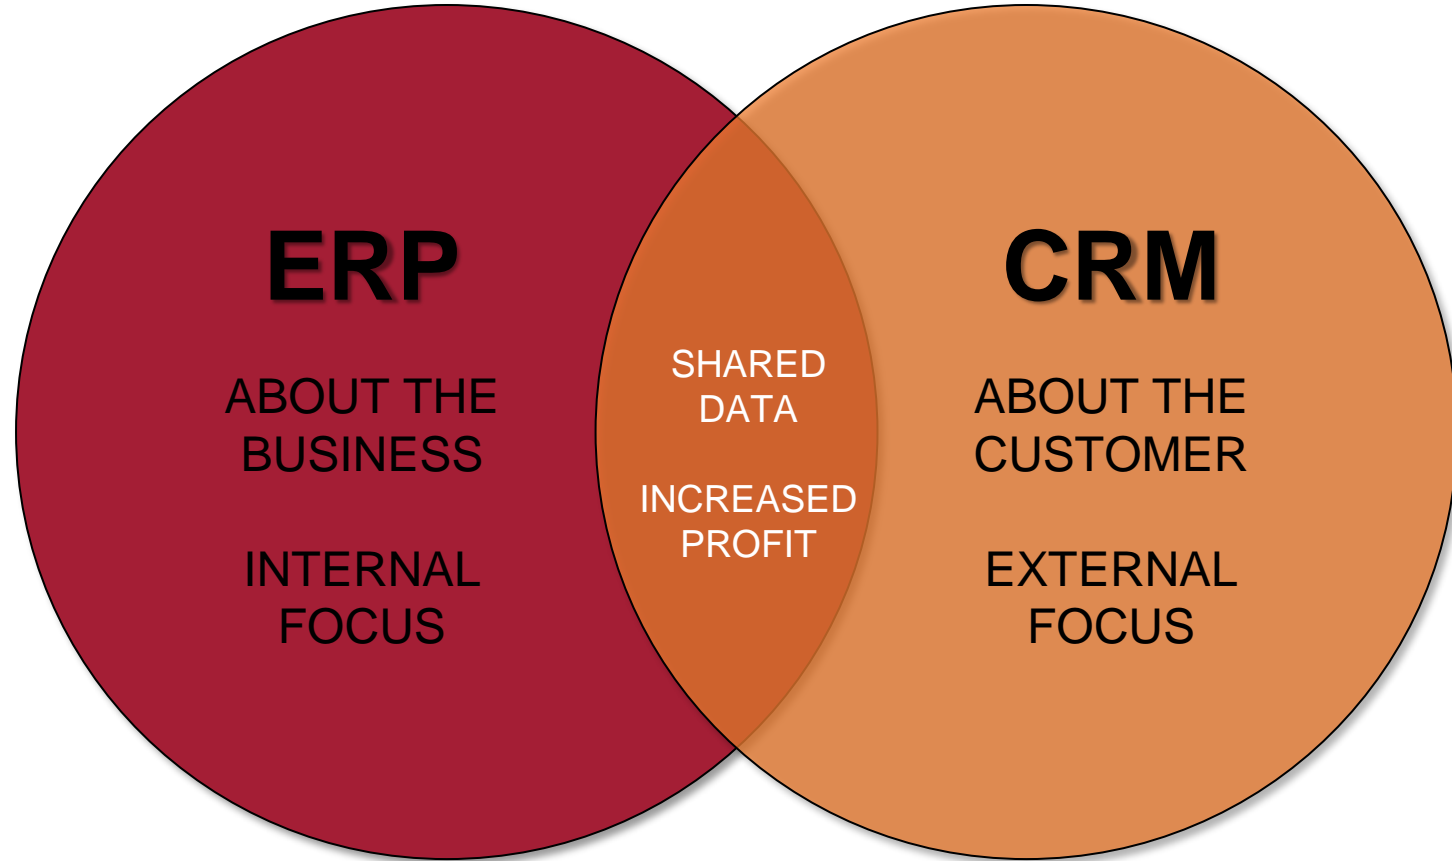 ERP
ABOUT THE
BUSINESS
INTERNAL
FOCUS
SHARED
DATA
INCREASED
PROFIT
CRM
ABOUT THE
CUSTOMER
EXTERNAL
FOCUS